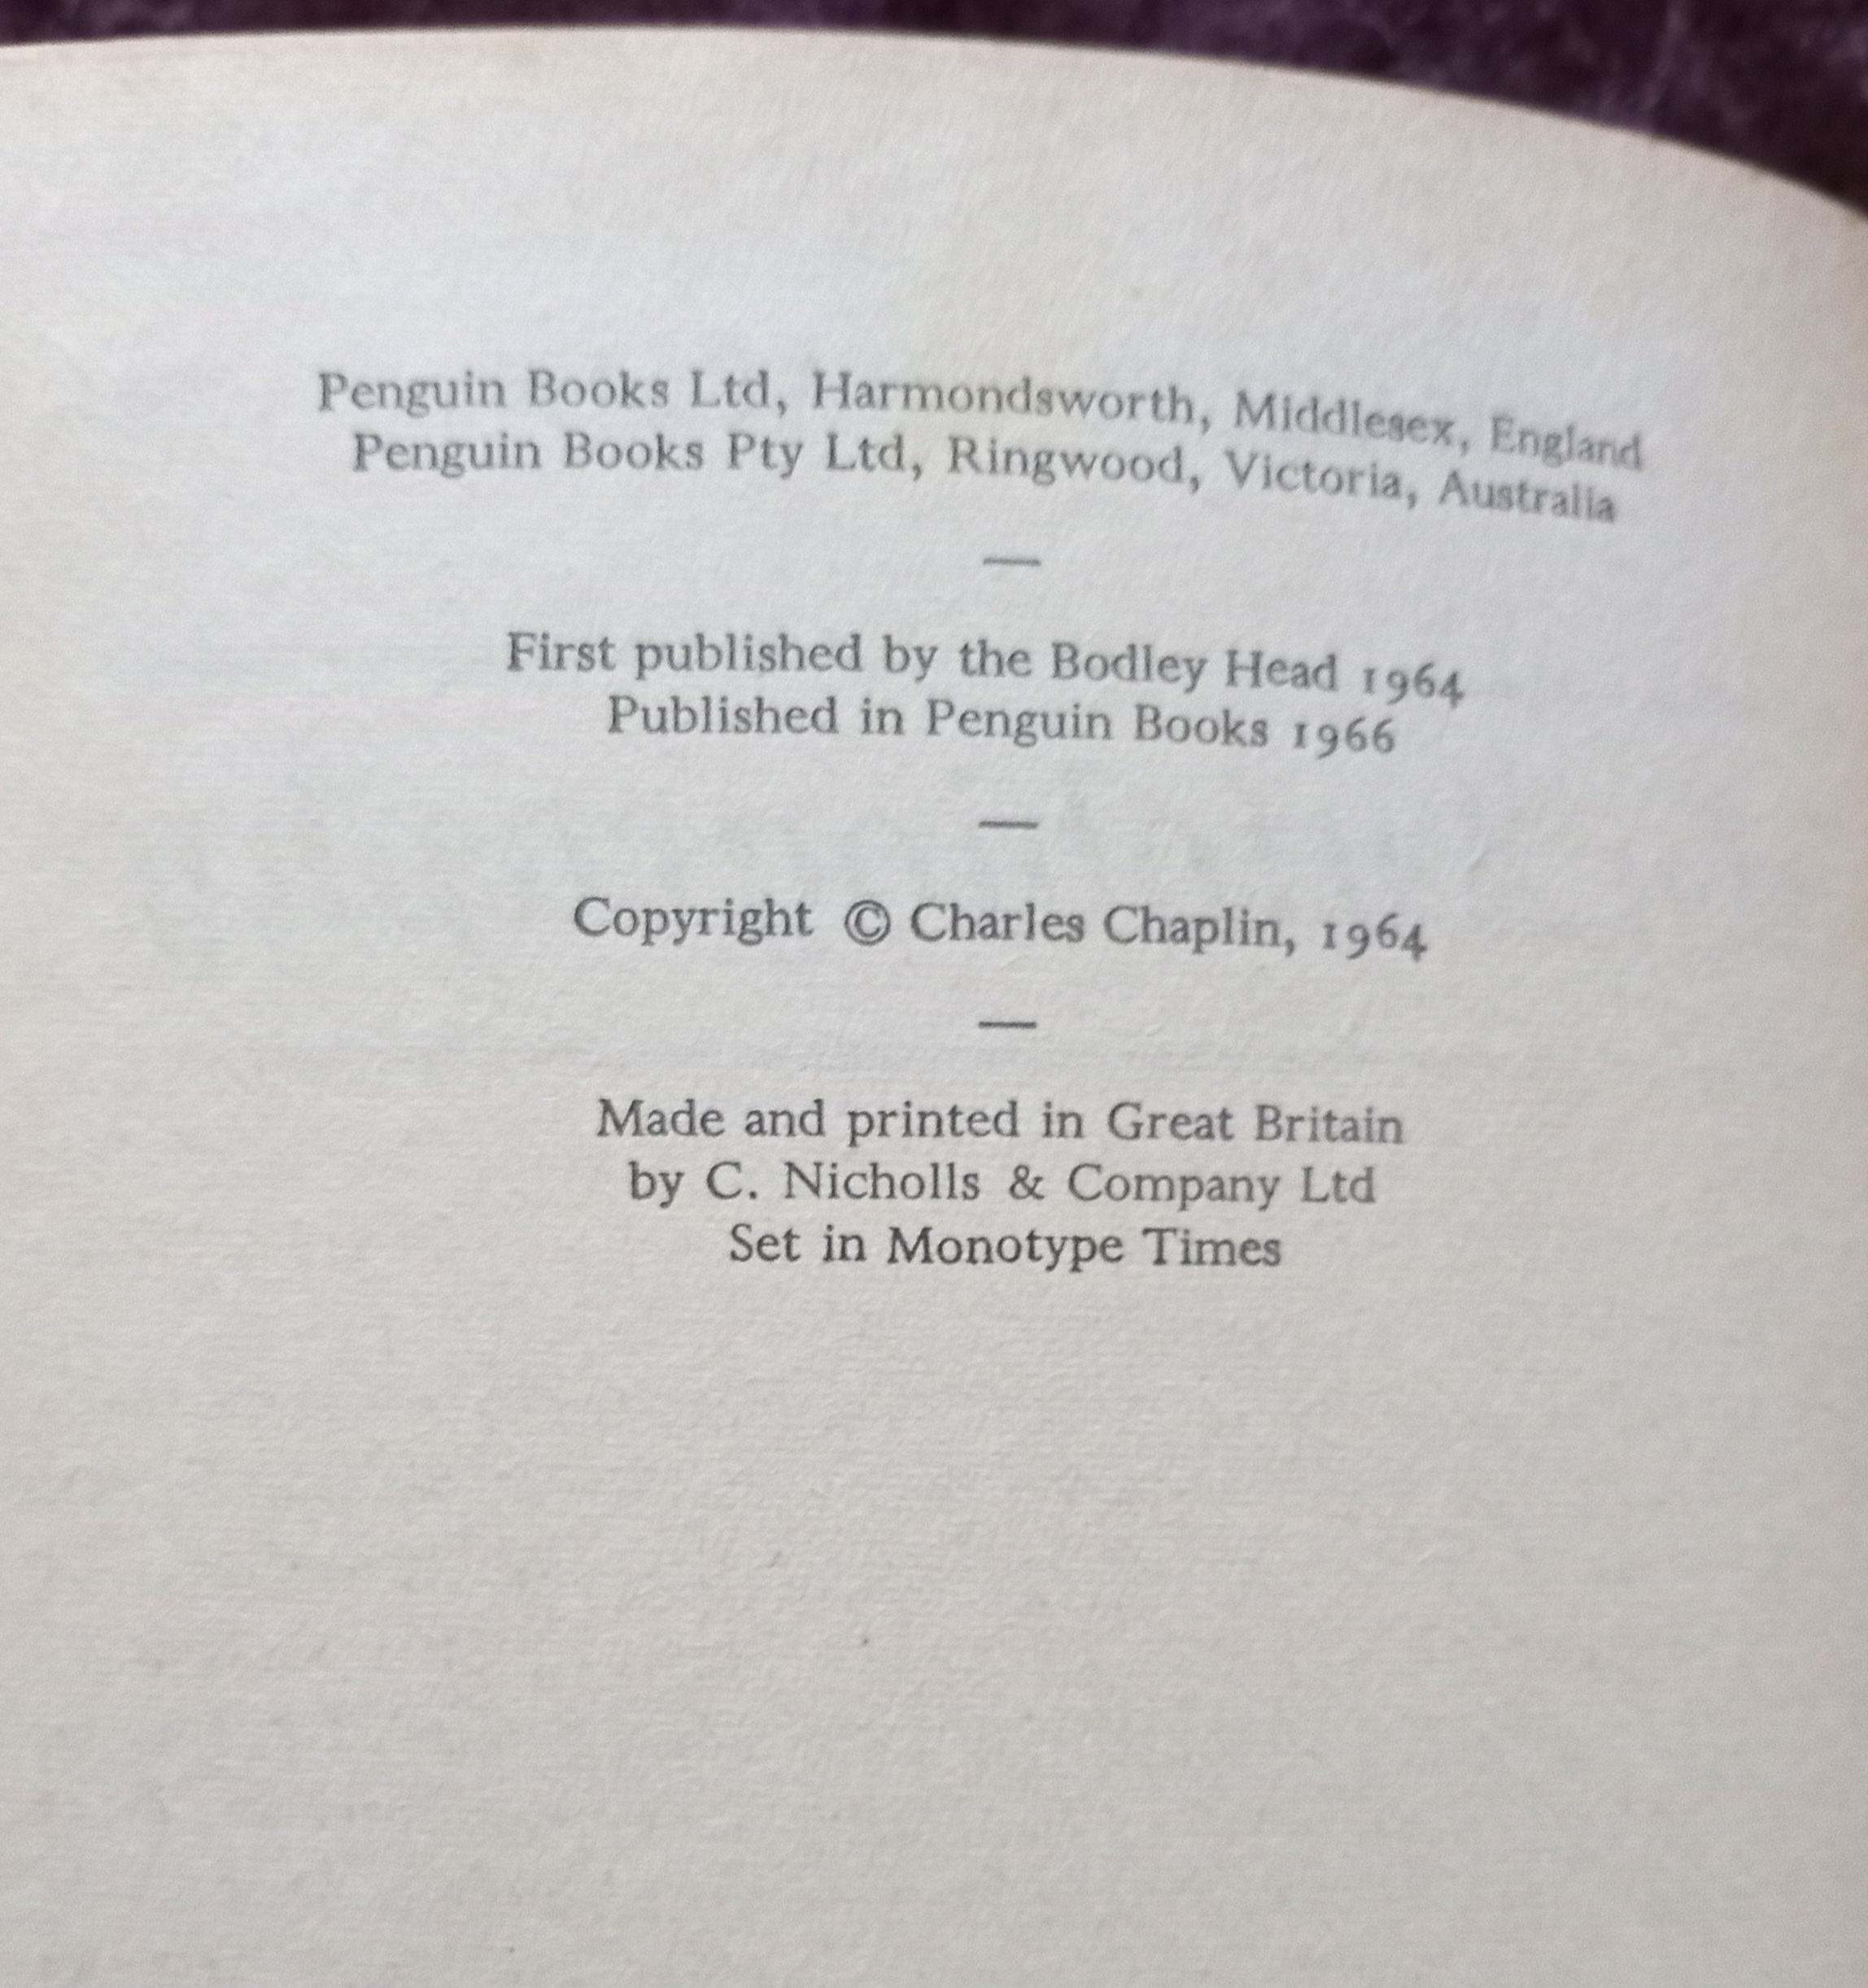 Penguin Books Ltd, Harmondsworth, Middlesex, England
Penguin Books Pty Ltd, Ringwood, Victoria, Australia
—
First published by the Bodley Head 1964
Published in Penguin Books 1966
—
Copyright © Charles Chaplin, 1964
—
Made and printed in Great Britain
by C. Nicholls & Company Ltd
Set in Monotype Times